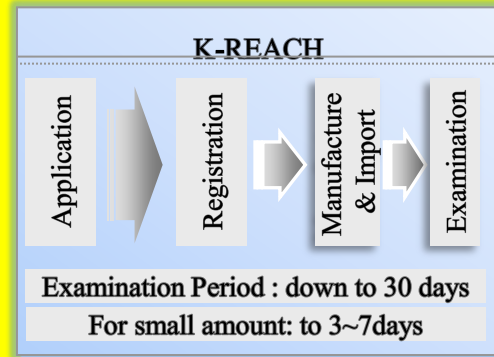 K-REACH
Application
Registration
Manufacture
& Import
Examination
Examination Period : down to 30 days
For small amount: to 3~7days